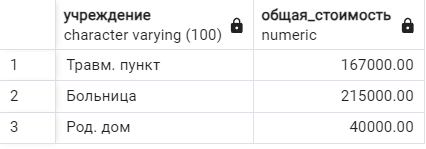 учреждение общая_стоимость
character varying (100) numeric
1 Травм. пункт 167000.00
2 Больница 215000.00
3 Род. дом 40000.00